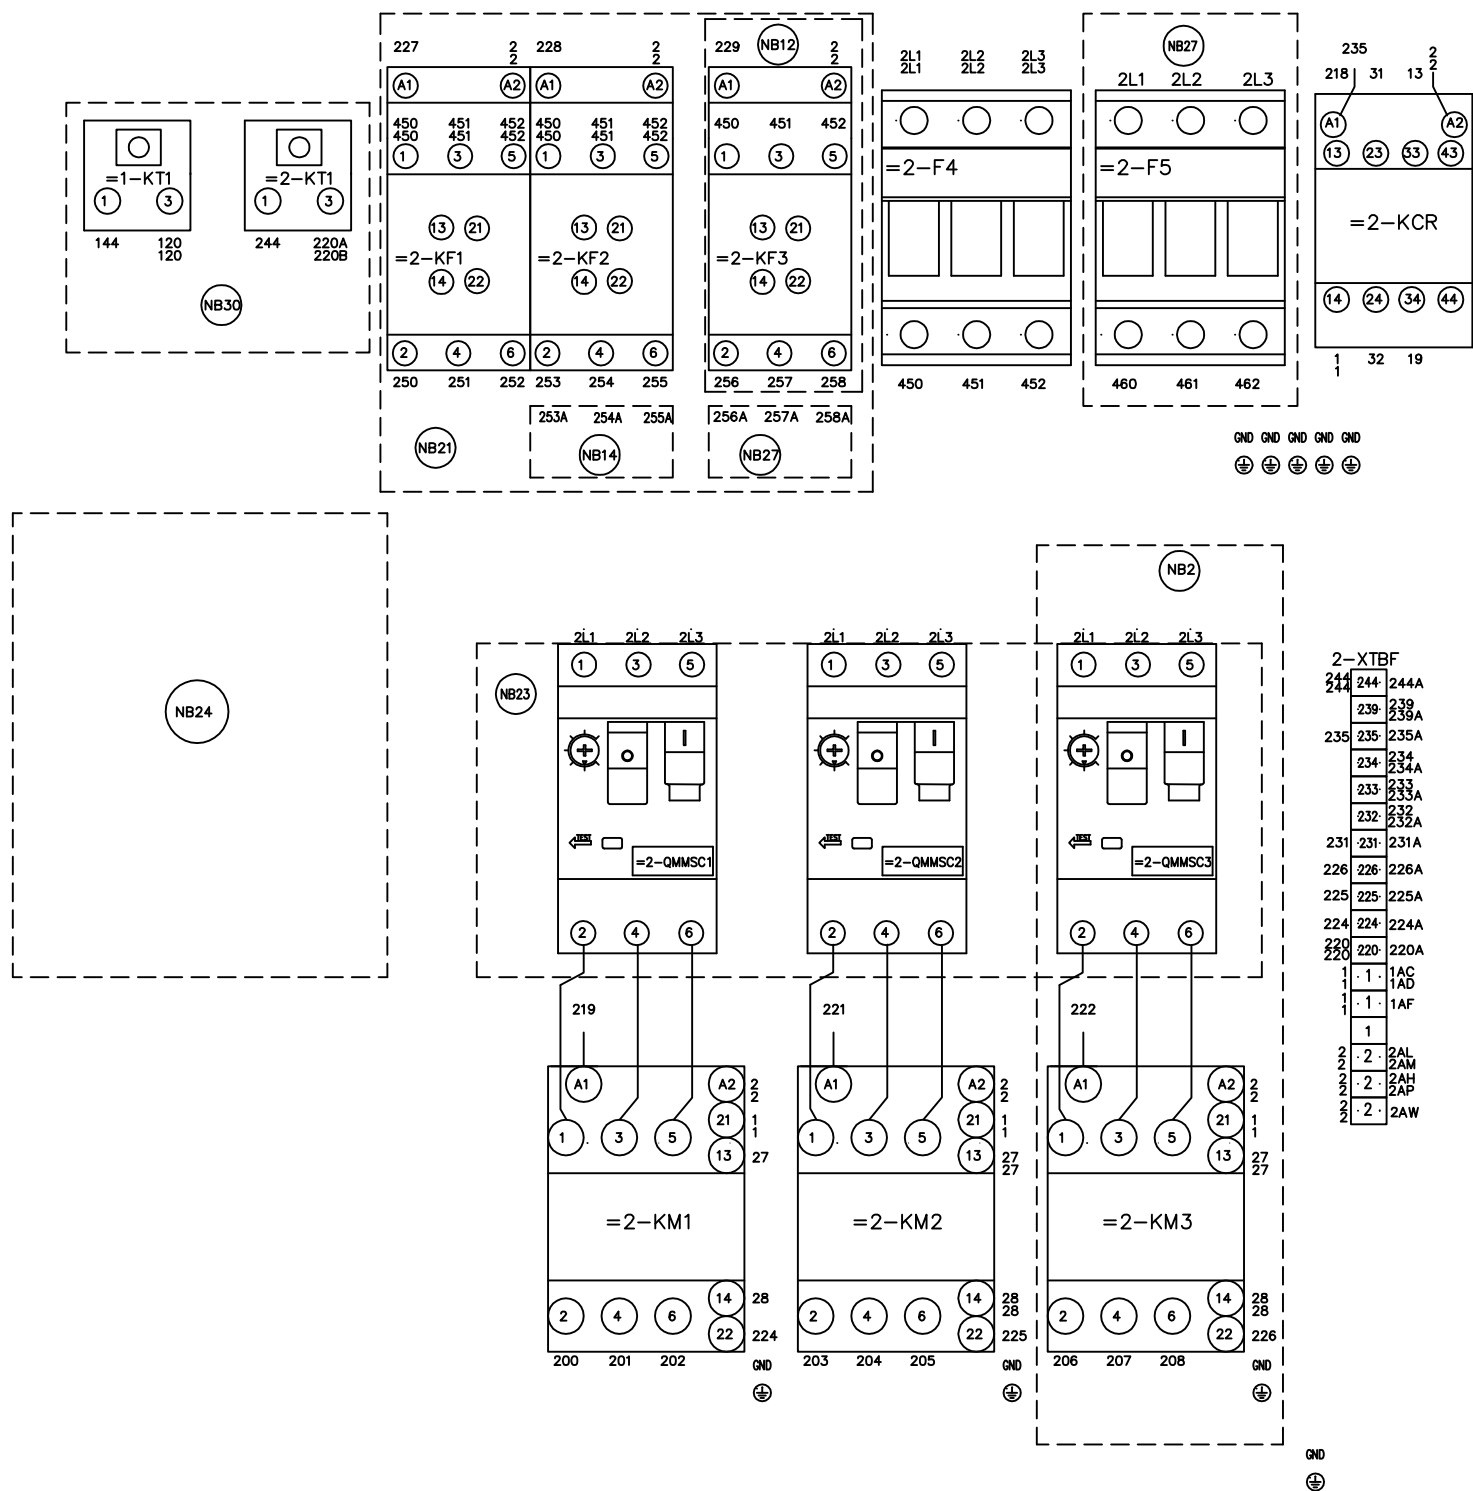 227 2 228 2 229 NB12 2
2 2 2
A1 A2 A1 A2 A1 A2
450 451 452 450 451 452 450 451 452
450 451 452 450 451 452
1 3 5 1 3 5 1 3 5
13 21 13 21 13 21
=2-KF1 =2-KF2 =2-KF3
14 22 14 22 14 22
2 4 6 2 4 6 2 4 6
250 251 252 253 254 255 256 257 258
253A 254A 255A 256A 257A 258A
NB21 NB14 NB27
=1-KT1 =2-KT1
1 3 1 3
144 120 244 220A
120 220B
NB30
2L1 2L2 2L3
2L1 2L2 2L3
=2-F4
450 451 452
NB27
2L1 2L2 2L3
=2-F5
460 461 462
235 2
2
218 31 13
A1 A2
13 23 33 43
=2-KCR
14 24 34 44
1 32 19
1
GND GND GND GND GND
NB24
NB2
NB23
2L1 2L2 2L3 2L1 2L2 2L3 2L1 2L2 2L3
1 3 5 1 3 5 1 3 5
TEST TEST TEST
=2-QMMSC1 =2-QMMSC2 =2-QMMSC3
2 4 6 2 4 6 2 4 6
219 221 222
A1 A2 2 A1 A2 2 A1 A2 2
2 2 2
21 1 21 1 21 1
1 1 1
1 3 5 1 3 5 1 3 5
13 27 13 27 13 27
27 27
=2-KM1 =2-KM2 =2-KM3
14 28 14 28 14 28
28 28
2 4 6 2 4 6 2 4 6
22 224 22 225 22 226
200 201 202 203 204 205 206 207 208
GND GND GND
2-XTBF
244
244 244 244A
239 239
239A
235 235 235A
234 234
234A
233 233
233A
232 232
232A
231 231 231A
226 226 226A
225 225 225A
224 224 224A
220
220 220 220A
1 1 1AC
1 1AD
1 1 1AF
1
1
2 2 2AL
2 2AM
2 2 2AH
2 2AP
2 2 2AW
2
GND